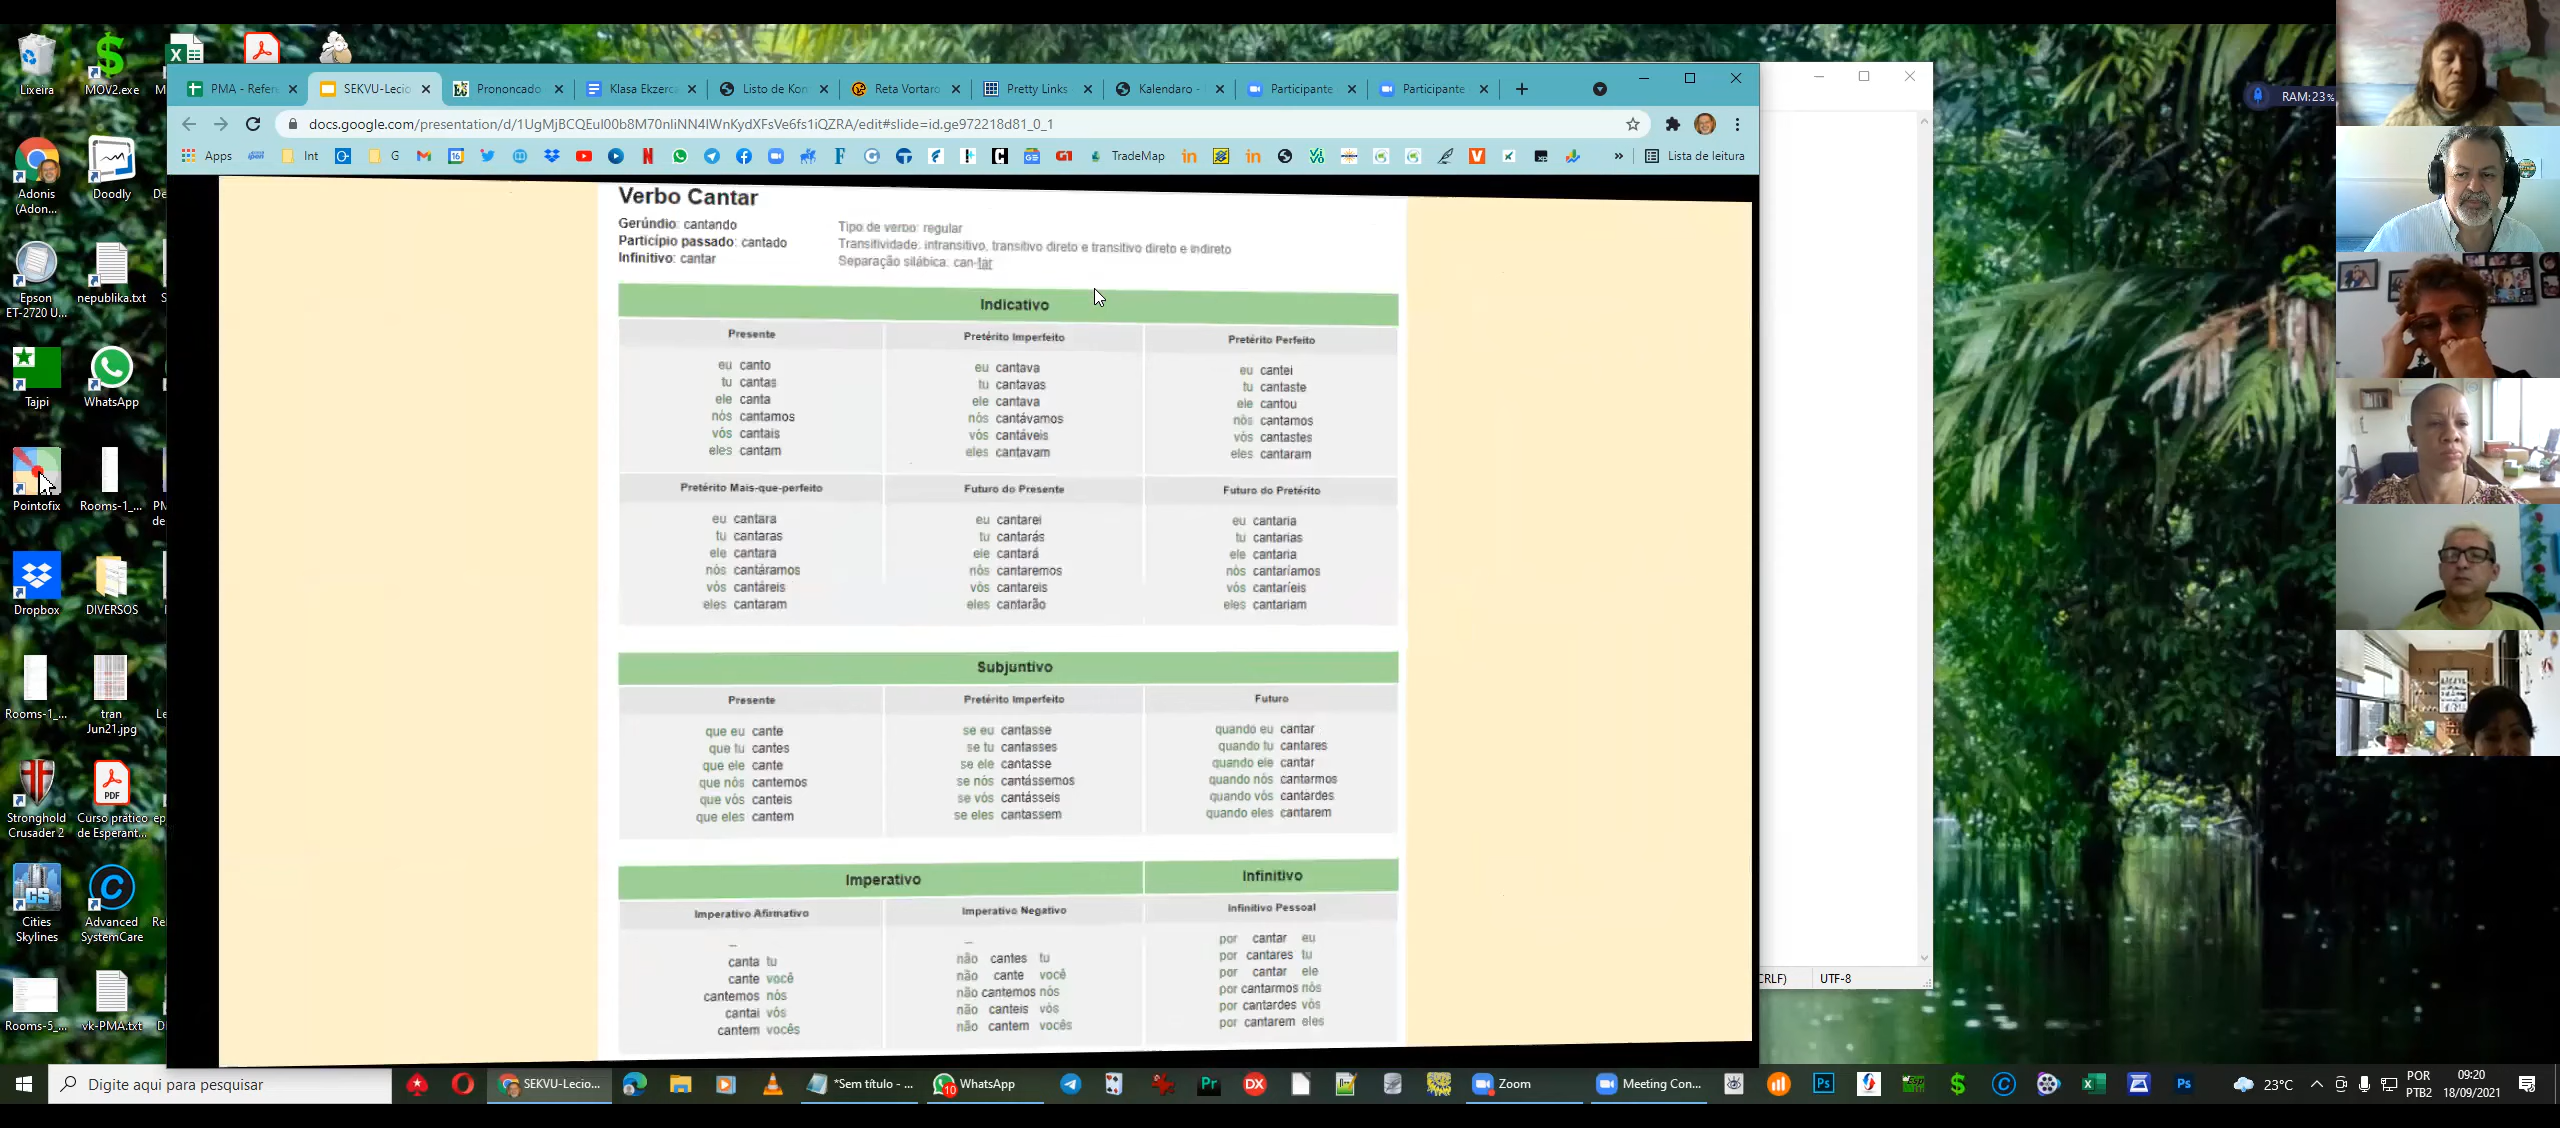 RAM:23%
PMA - Refer
SEKVU-Lecio
Prononcado
Klasa Ekzerc
Listo de Kon
Reta Vortaro
Pretty Links
Kalendaro -
Participante
Participante
docs.google.com/presentation/d/1UgMjBCQEuI00b8M70nIiNN4IWnKydXFsVe6fs1iQZRA/edit#slide=id.ge972218d81_0_1
Apps
Int
G
TradeMap
Lista de leitura
Lixeira
MOV2.exe
Adonis
(Adon...
Doodly
Epson
ET-2720 U...
nepublika.txt
Tajpi
WhatsApp
Pointofix
Rooms-1_...
Dropbox
DIVERSOS
Rooms-1_...
tran
Jun21.jpg
Stronghold
Crusader 2
Curso prático
de Esperant...
Cities
Skylines
Advanced
SystemCare
Rooms-5_...
vk-PMA.txt
Verbo Cantar
Gerúndio: cantando
Particípio passado: cantado
Infinitivo: cantar
Tipo de verbo: regular
Transitividade: intransitivo, transitivo direto e transitivo direto e indireto
Separação silábica: can-tar
Indicativo
Presente
eu canto
tu cantas
ele canta
nós cantamos
vós cantais
eles cantam
Pretérito Imperfeito
eu cantava
tu cantavas
ele cantava
nós cantávamos
vós cantáveis
eles cantavam
Pretérito Perfeito
eu cantei
tu cantaste
ele cantou
nós cantamos
vós cantastes
eles cantaram
Pretérito Mais-que-perfeito
eu cantara
tu cantaras
ele cantara
nós cantáramos
vós cantáreis
eles cantaram
Futuro do Presente
eu cantarei
tu cantarás
ele cantará
nós cantaremos
vós cantareis
eles cantarão
Futuro do Pretérito
eu cantaria
tu cantarias
ele cantaria
nós cantaríamos
vós cantaríeis
eles cantariam
Subjuntivo
Presente
que eu cante
que tu cantes
que ele cante
que nós cantemos
que vós canteis
que eles cantem
Pretérito Imperfeito
se eu cantasse
se tu cantasses
se ele cantasse
se nós cantássemos
se vós cantásseis
se eles cantassem
Futuro
quando eu cantar
quando tu cantares
quando ele cantar
quando nós cantarmos
quando vós cantardes
quando eles cantarem
Imperativo
Imperativo Afirmativo
–
canta tu
cante você
cantemos nós
cantai vós
cantem vocês
Imperativo Negativo
–
não cantes tu
não cante você
não cantemos nós
não canteis vós
não cantem vocês
Infinitivo
Infinitivo Pessoal
por cantar eu
por cantares tu
por cantar ele
por cantarmos nós
por cantardes vós
por cantarem eles
CRLF)
UTF-8
Digite aqui para pesquisar
SEKVU-Lecio...
*Sem título - ...
WhatsApp
Zoom
Meeting Con...
23°C
POR
PTB2
09:20
18/09/2021